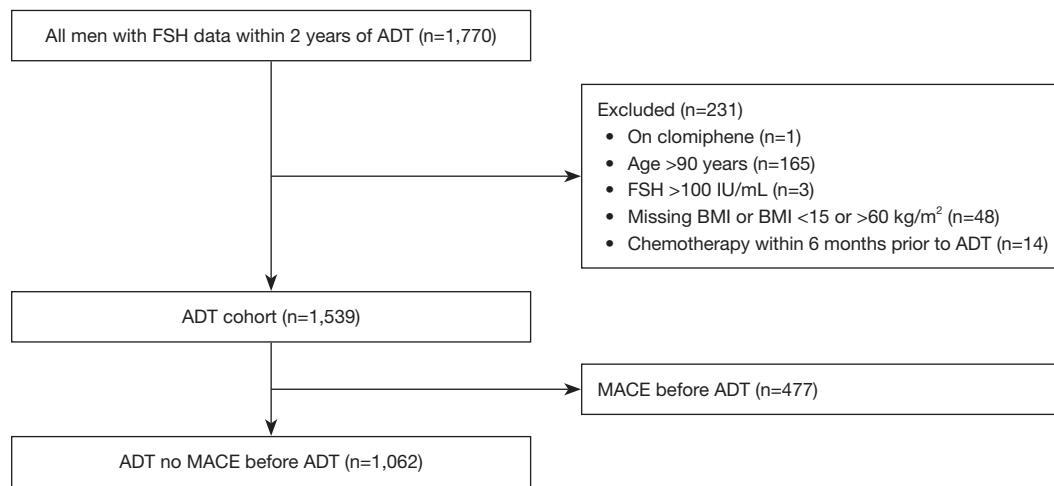 All men with FSH data within 2 years of ADT (n=1,770)
Excluded (n=231)
• On clomiphene (n=1)
• Age >90 years (n=165)
• FSH >100 IU/mL (n=3)
• Missing BMI or BMI <15 or >60 kg/m² (n=48)
• Chemotherapy within 6 months prior to ADT (n=14)
ADT cohort (n=1,539)
MACE before ADT (n=477)
ADT no MACE before ADT (n=1,062)